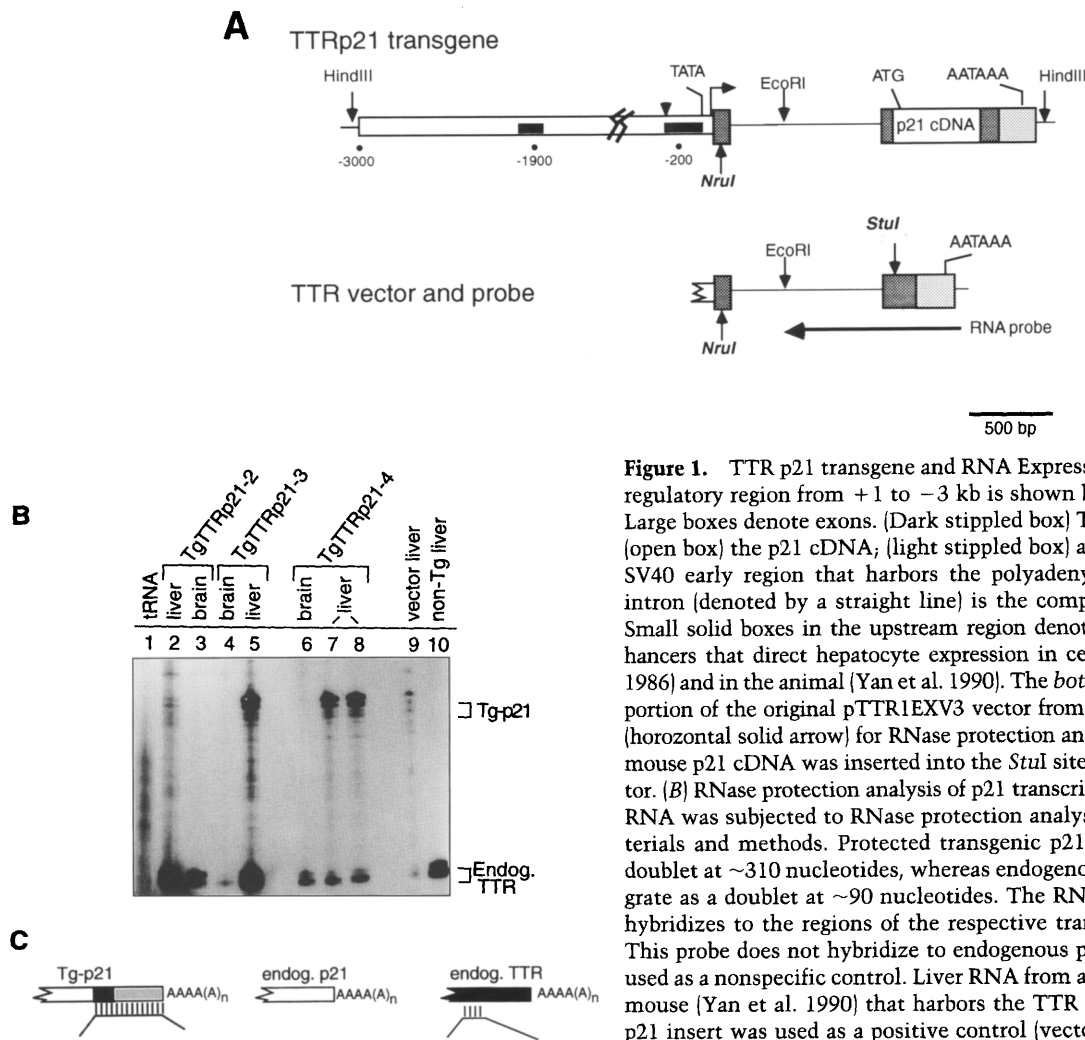 A
TTRp21 transgene
HindIII
TATA
EcoRI
ATG
AATAAA
HindIII
p21 cDNA
-3000
-1900
-200
NruI
StuI
EcoRI
AATAAA
TTR vector and probe
RNA probe
NruI
500 bp
B
TgTTRp21-2
TgTTRp21-3
TgTTRp21-4
tRNA
liver
brain
brain
liver
brain
liver
vector liver
non-Tg liver
1 2 3 4 5 6 7 8 9 10
Tg-p21
Endog.
TTR
C
Tg-p21
endog. p21
endog. TTR
AAAA(A)n
AAAA(A)n
AAAA(A)n
Figure 1. TTR p21 transgene and RNA Express
regulatory region from +1 to −3 kb is shown
Large boxes denote exons. (Dark stippled box) T
(open box) the p21 cDNA; (light stippled box) a
SV40 early region that harbors the polyadeny
intron (denoted by a straight line) is the comp
Small solid boxes in the upstream region denot
hancers that direct hepatocyte expression in ce
1986) and in the animal (Yan et al. 1990). The bot
portion of the original pTTR1EXV3 vector from
(horozontal solid arrow) for RNase protection an
mouse p21 cDNA was inserted into the StuI site
tor. (B) RNase protection analysis of p21 transcri
RNA was subjected to RNase protection analys
terials and methods. Protected transgenic p21
doublet at ~310 nucleotides, whereas endogeno
grate as a doublet at ~90 nucleotides. The RN
hybridizes to the regions of the respective tran
This probe does not hybridize to endogenous p
used as a nonspecific control. Liver RNA from a
mouse (Yan et al. 1990) that harbors the TTR
p21 insert was used as a positive control (vecto